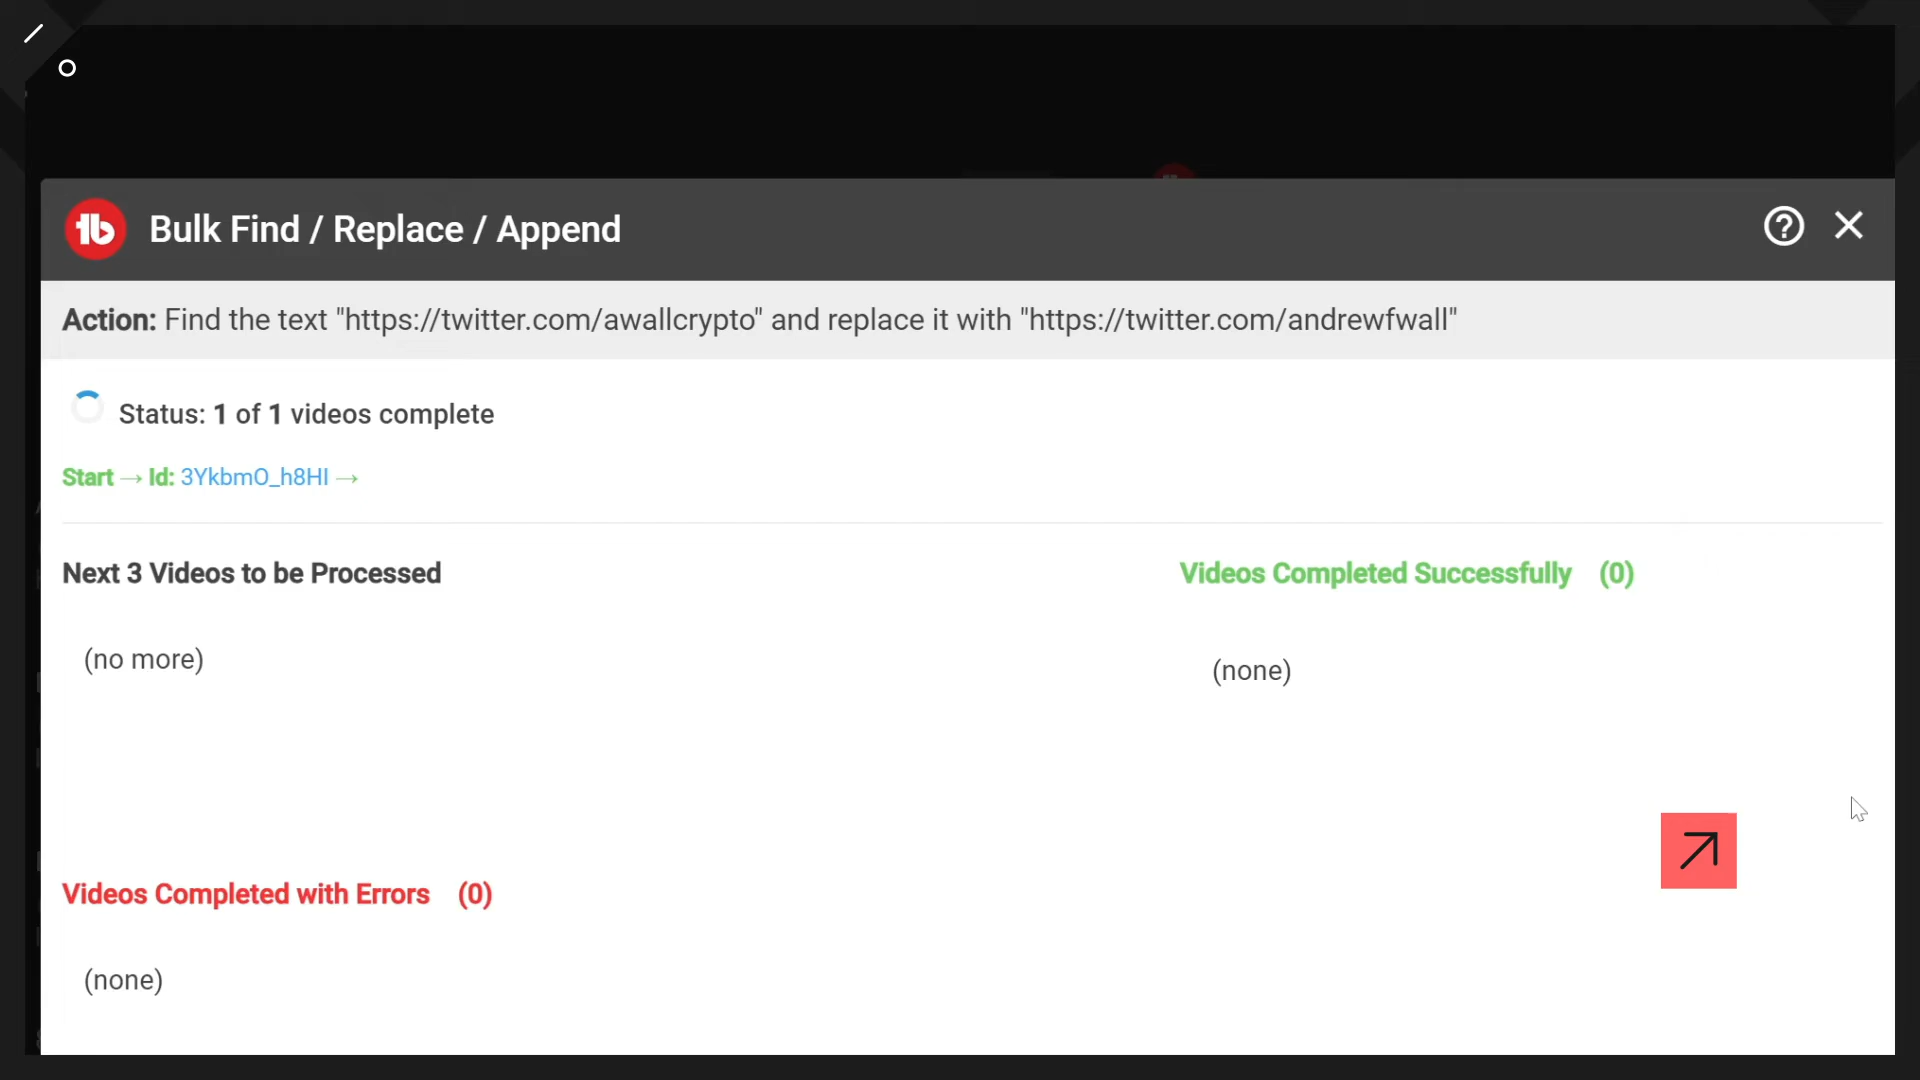 tb Bulk Find / Replace / Append
Action: Find the text "https://twitter.com/awallcrypto" and replace it with "https://twitter.com/andrewfwall"
Status: 1 of 1 videos complete
Start → Id: 3YkbmO_h8HI →
Next 3 Videos to be Processed
(no more)
Videos Completed Successfully (0)
(none)
Videos Completed with Errors (0)
(none)